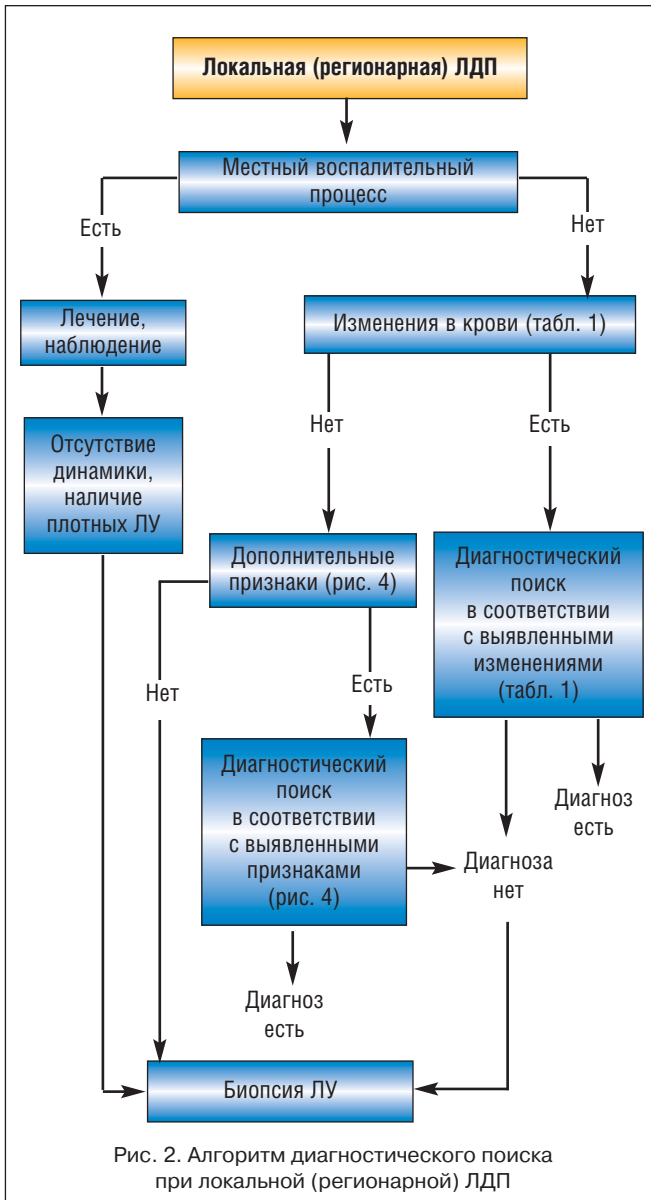 Локальная (регионарная) ЛДП
Местный воспалительный
процесс
Есть
Нет
Лечение,
наблюдение
Изменения в крови (табл. 1)
Нет
Есть
Отсутствие
динамики,
наличие
плотных ЛУ
Дополнительные
признаки (рис. 4)
Диагностический
поиск
в соответствии
с выявленными
изменениями
(табл. 1)
Нет
Есть
Диагностический
поиск
в соответствии
с выявленными
признаками
(рис. 4)
Диагноз
есть
Диагноза
нет
Диагноз
есть
Биопсия ЛУ
Рис. 2. Алгоритм диагностического поиска
при локальной (регионарной) ЛДП